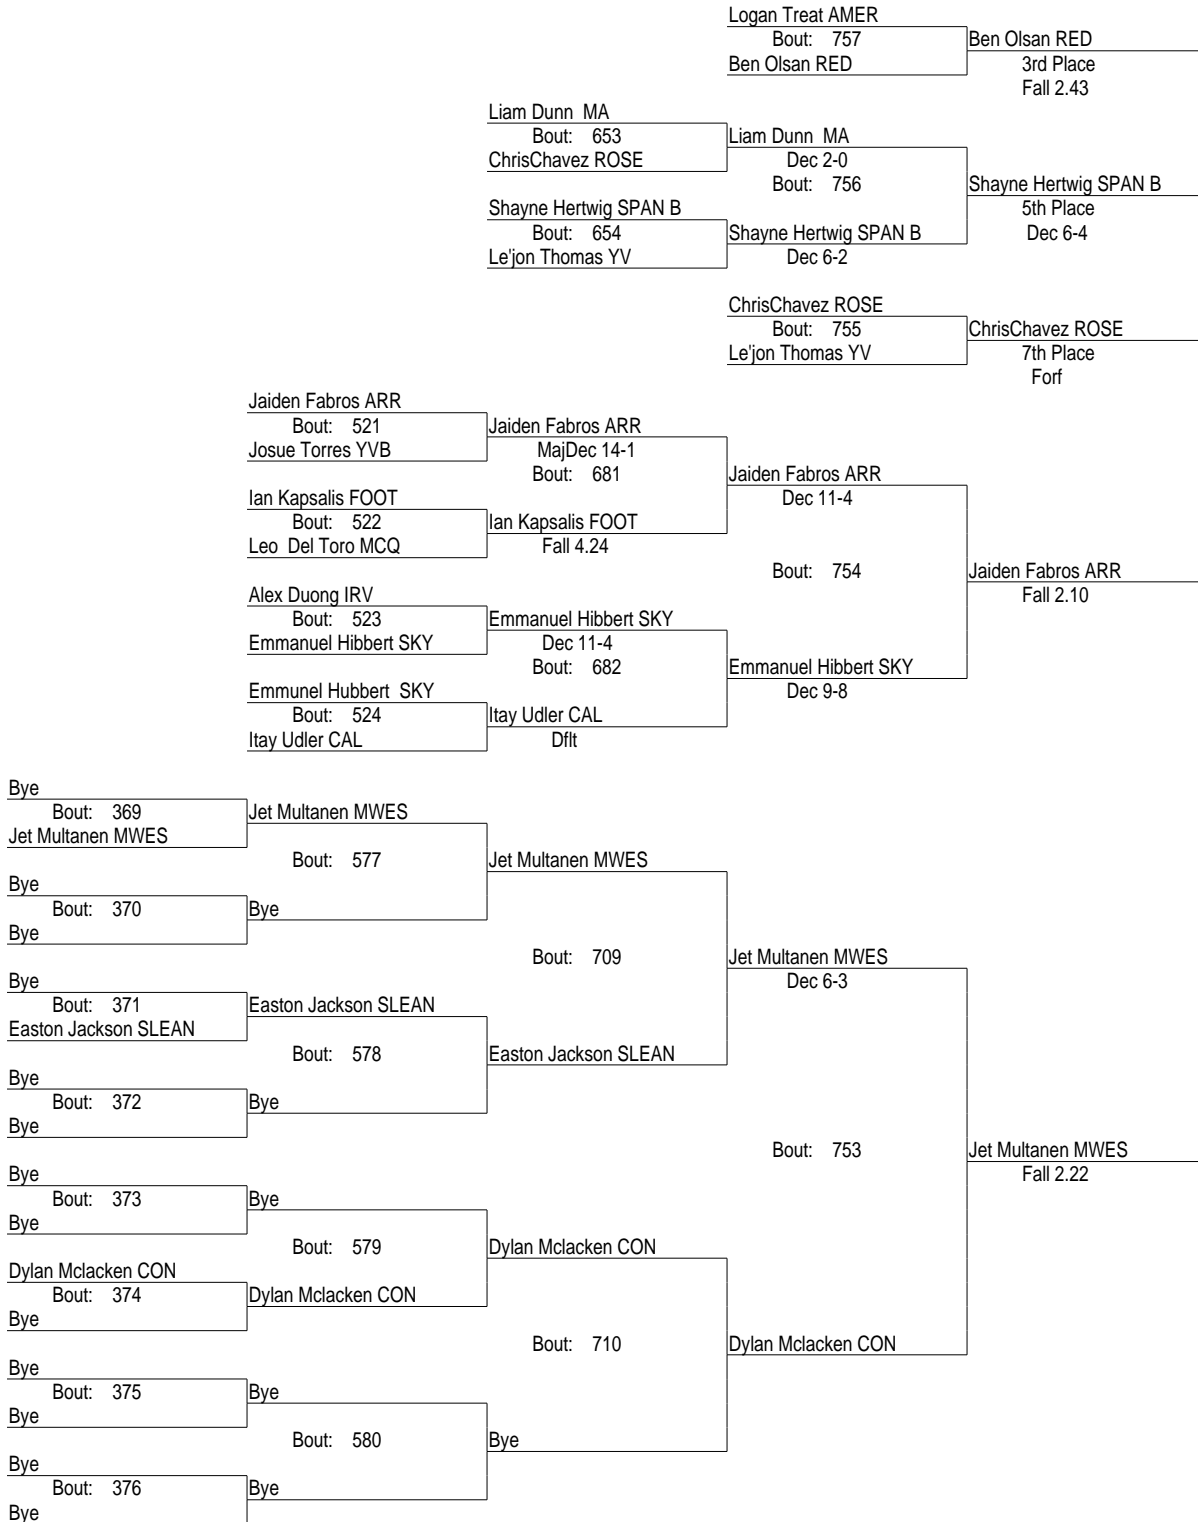 Logan Treat AMER
Bout: 757
Ben Olsan RED
Ben Olsan RED
3rd Place
Fall 2.43
Liam Dunn  MA
Bout: 653
ChrisChavez ROSE
Liam Dunn  MA
Dec 2-0
Bout: 756
Shayne Hertwig SPAN B
5th Place
Dec 6-4
Shayne Hertwig SPAN B
Bout: 654
Le'jon Thomas YV
Shayne Hertwig SPAN B
Dec 6-2
ChrisChavez ROSE
Bout: 755
Le'jon Thomas YV
ChrisChavez ROSE
7th Place
Forf
Jaiden Fabros ARR
Bout: 521
Josue Torres YVB
Jaiden Fabros ARR
MajDec 14-1
Bout: 681
Jaiden Fabros ARR
Dec 11-4
Ian Kapsalis FOOT
Bout: 522
Leo  Del Toro MCQ
Ian Kapsalis FOOT
Fall 4.24
Bout: 754
Jaiden Fabros ARR
Fall 2.10
Alex Duong IRV
Bout: 523
Emmanuel Hibbert SKY
Emmanuel Hibbert SKY
Dec 11-4
Bout: 682
Emmanuel Hibbert SKY
Dec 9-8
Emmunel Hubbert  SKY
Bout: 524
Itay Udler CAL
Itay Udler CAL
Dflt
Bye
Bout: 369
Jet Multanen MWES
Jet Multanen MWES
Bout: 577
Jet Multanen MWES
Bye
Bout: 370
Bye
Bye
Bout: 709
Jet Multanen MWES
Dec 6-3
Bye
Bout: 371
Easton Jackson SLEAN
Easton Jackson SLEAN
Bout: 578
Easton Jackson SLEAN
Bye
Bout: 372
Bye
Bye
Bout: 753
Jet Multanen MWES
Fall 2.22
Bye
Bout: 373
Bye
Bye
Bout: 579
Dylan Mclacken CON
Dylan Mclacken CON
Bout: 374
Bye
Dylan Mclacken CON
Bout: 710
Dylan Mclacken CON
Bye
Bout: 375
Bye
Bye
Bout: 580
Bye
Bye
Bout: 376
Bye
Bye